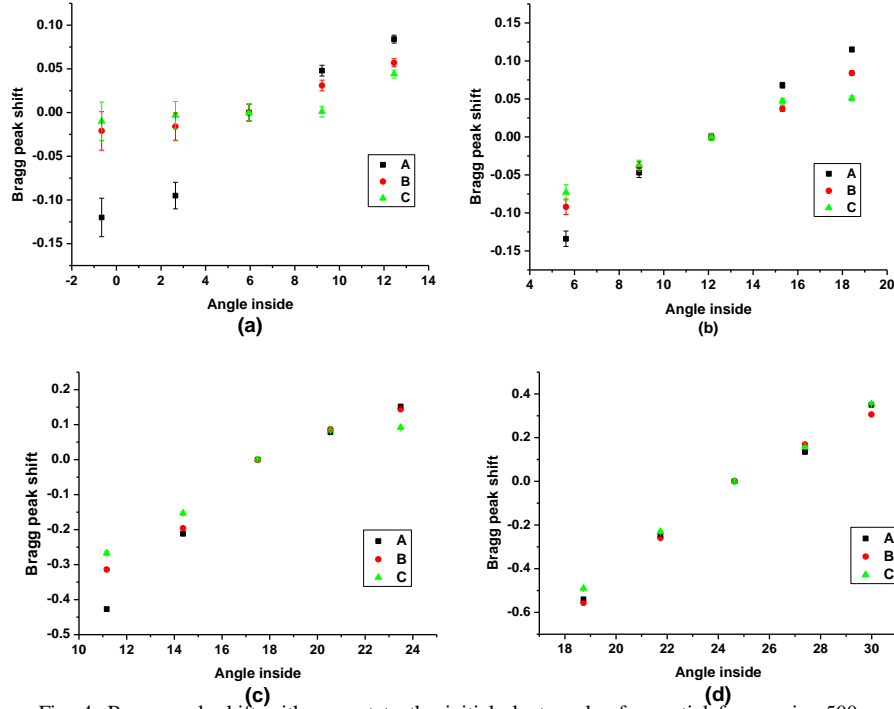 0.10
0.05
0.00
-0.05
-0.10
-0.15
Bragg peak shift
A
B
C
-2 0 2 4 6 8 10 12 14
Angle inside
(a)
0.15
0.10
0.05
0.00
-0.05
-0.10
-0.15
Bragg peak shift
A
B
C
4 6 8 10 12 14 16 18 20
Angle inside
(b)
0.2
0.1
0.0
-0.1
-0.2
-0.3
-0.4
-0.5
Bragg peak shift
A
B
C
10 12 14 16 18 20 22 24
Angle inside
(c)
0.4
0.2
0.0
-0.2
-0.4
-0.6
Bragg peak shift
A
B
C
18 20 22 24 26 28 30
Angle inside
(d)